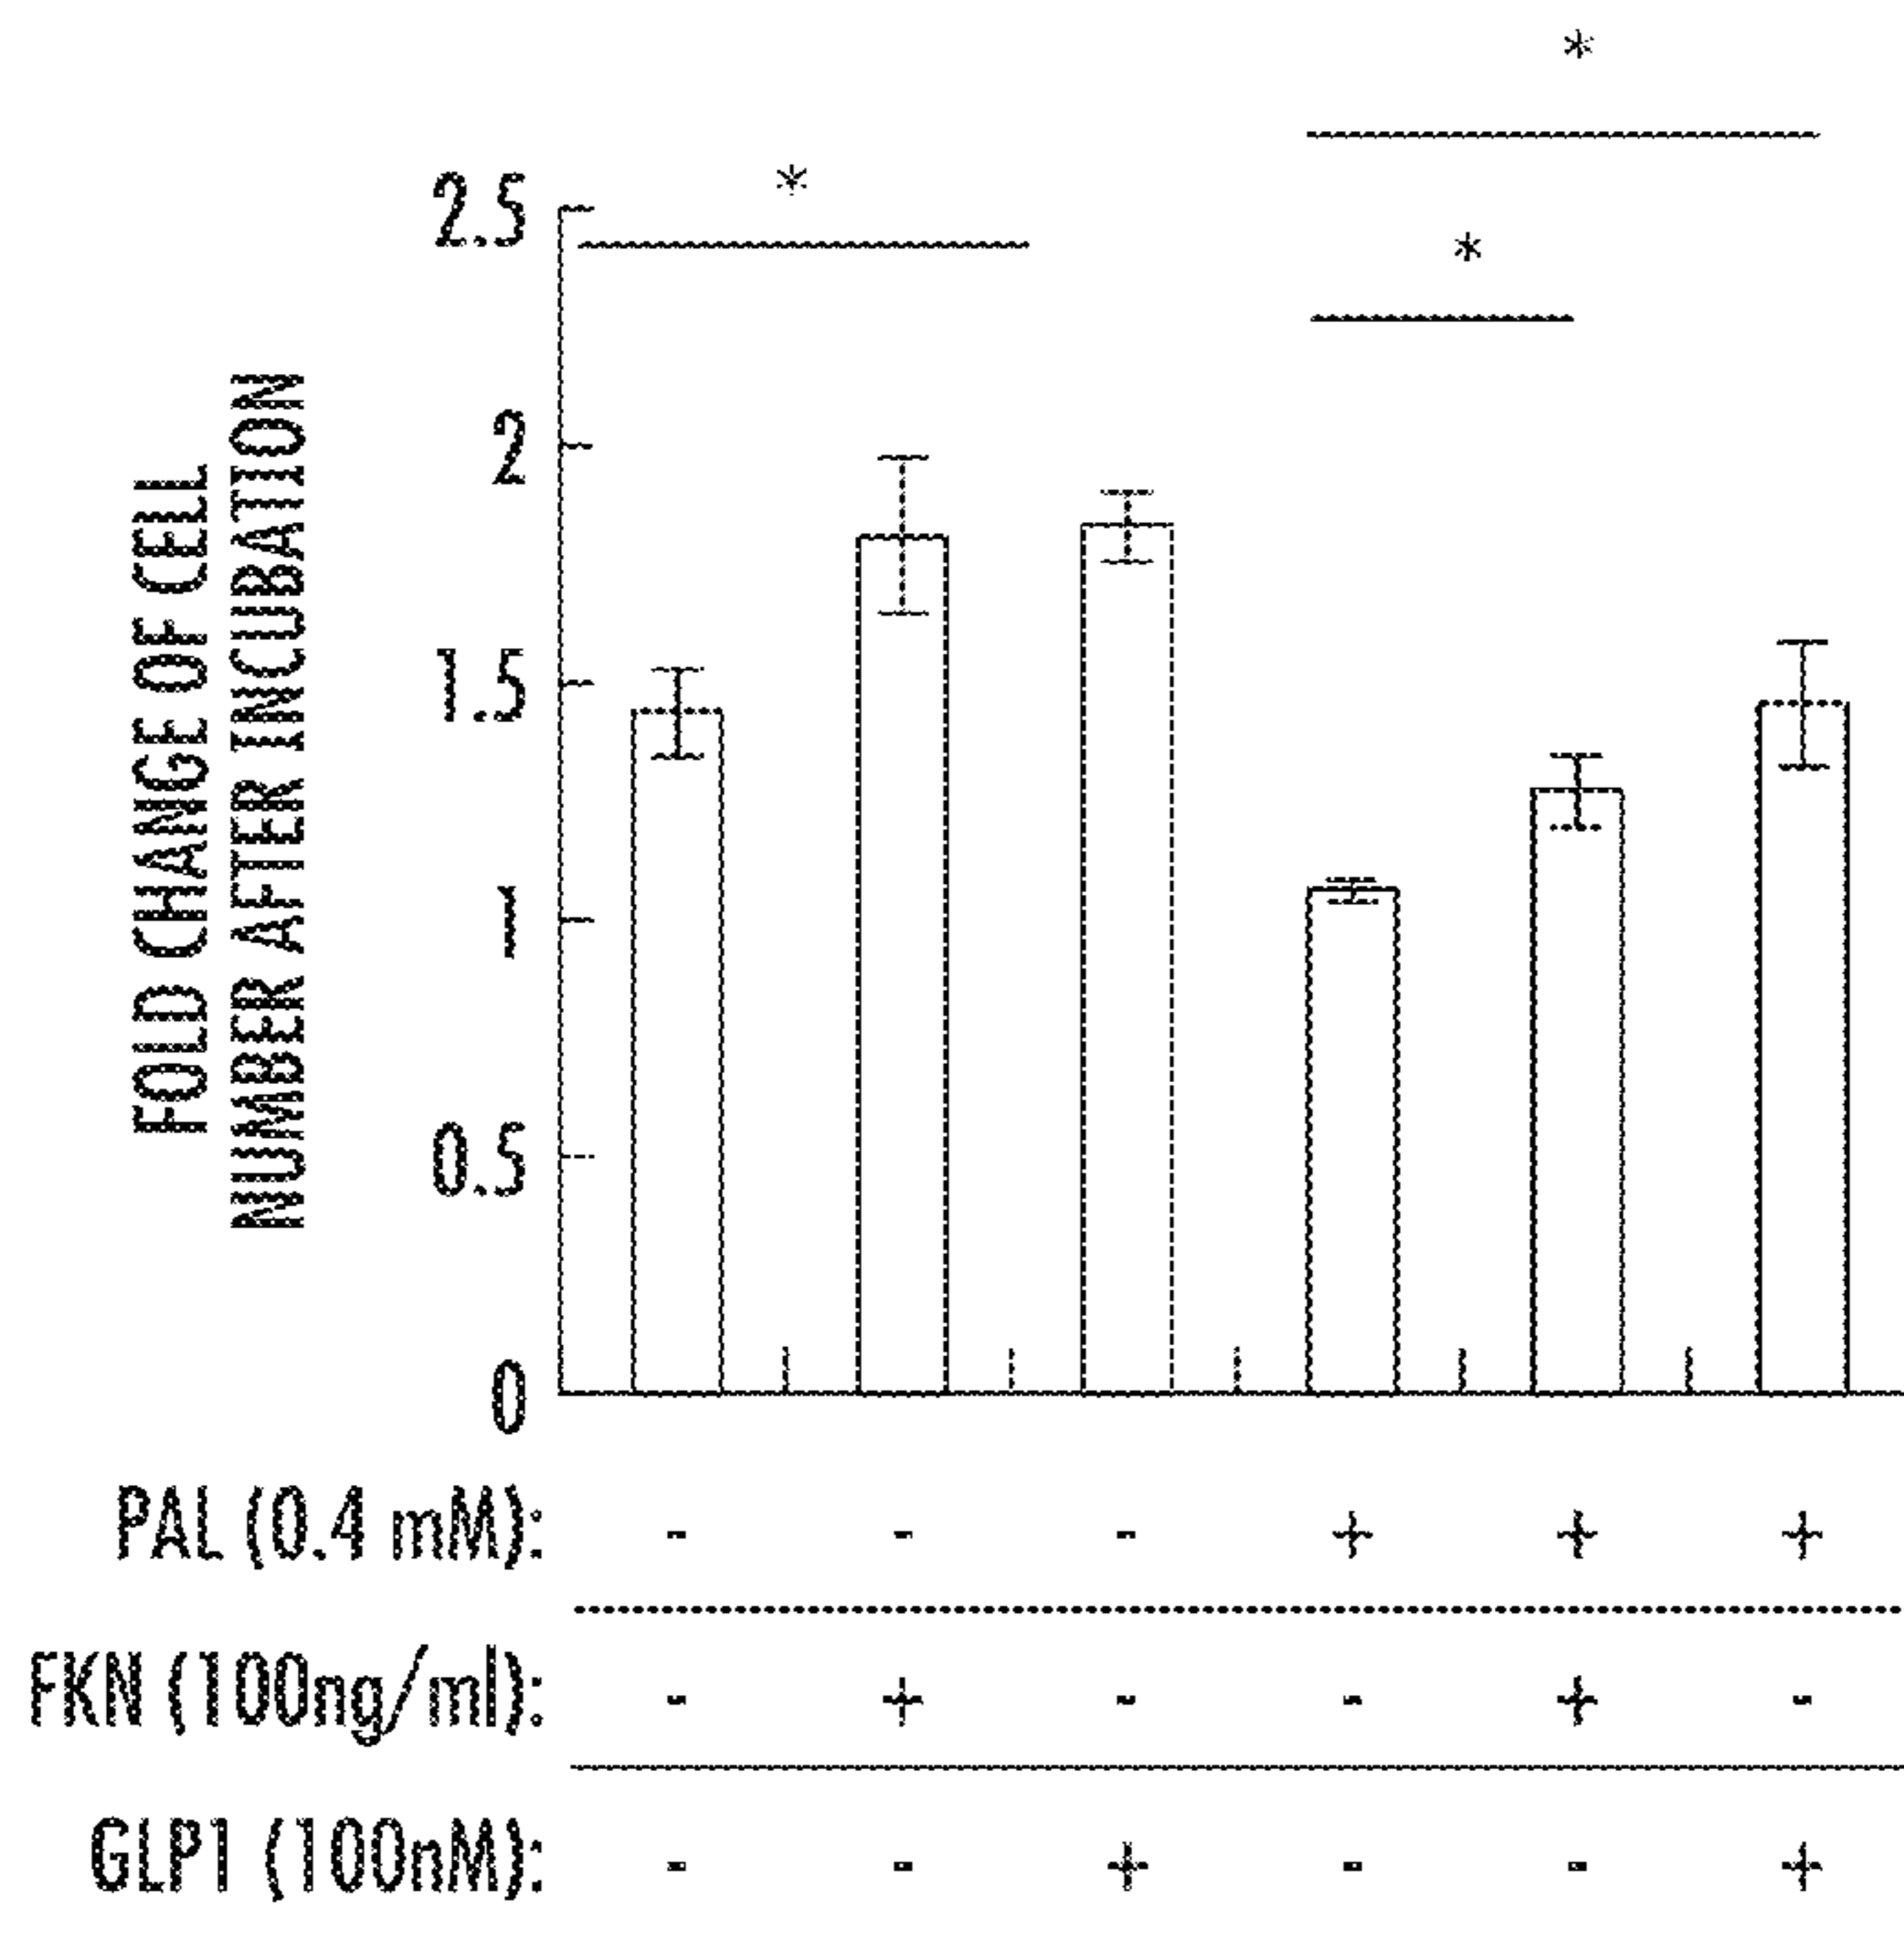 *
*
*
2.5
2
1.5
1
0.5
0
FOLD CHANGE OF CELL
NUMBER AFTER INCUBATION
PAL (0.4 mM): - - - + + +
FKN (100ng/ml): - + - - + -
GLP1 (100nM): - - + - - +